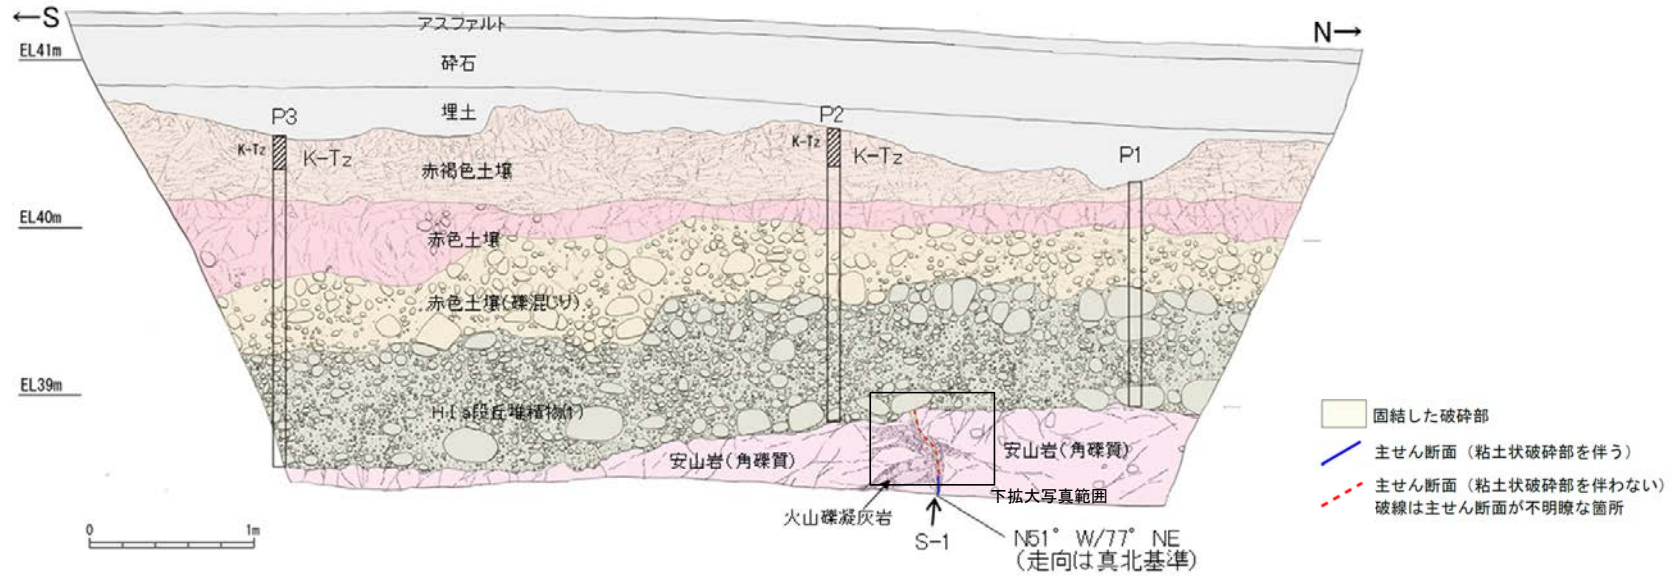 ←S
N→
アスファルト
EL41m
砕石
埋土
P3
P2
P1
K-Tz
K-Tz
K-Tz
K-Tz
赤褐色土壌
EL40m
赤色土壌
赤色土壌(礫混じり)
EL39m
HⅠa段丘堆積物(1)
安山岩(角礫質)
安山岩(角礫質)
下拡大写真範囲
火山礫凝灰岩
S-1
N51° W/77° NE
(走向は真北基準)
0
1m
固結した破砕部
主せん断面（粘土状破砕部を伴う）
主せん断面（粘土状破砕部を伴わない）
破線は主せん断面が不明瞭な箇所